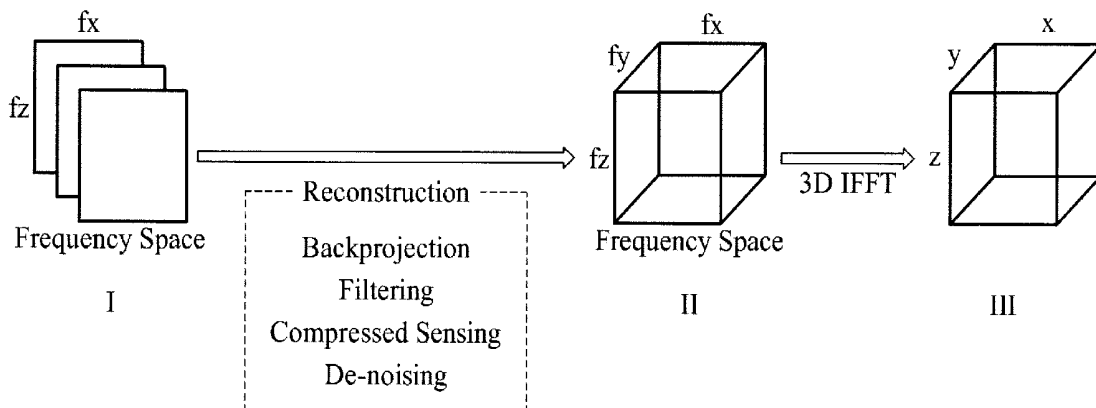 fx
fz
Frequency Space
I
Reconstruction
Backprojection
Filtering
Compressed Sensing
De-noising
fx
fy
fz
Frequency Space
II
3D IFFT
x
y
z
III